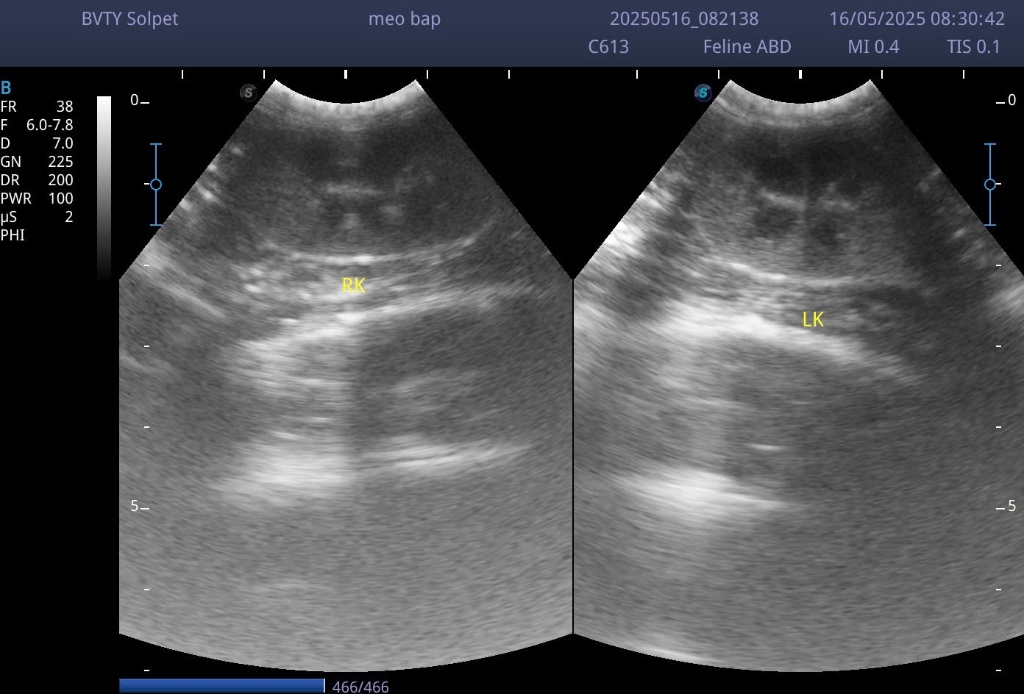 BVTY Solpet meo bap 20250516_082138 16/05/2025 08:30:42
C613 Feline ABD MI 0.4 TIS 0.1
B
FR 38
F 6.0-7.8
D 7.0
GN 225
DR 200
PWR 100
µS 2
PHI
0 S S 0
RK
LK
5 5
466/466